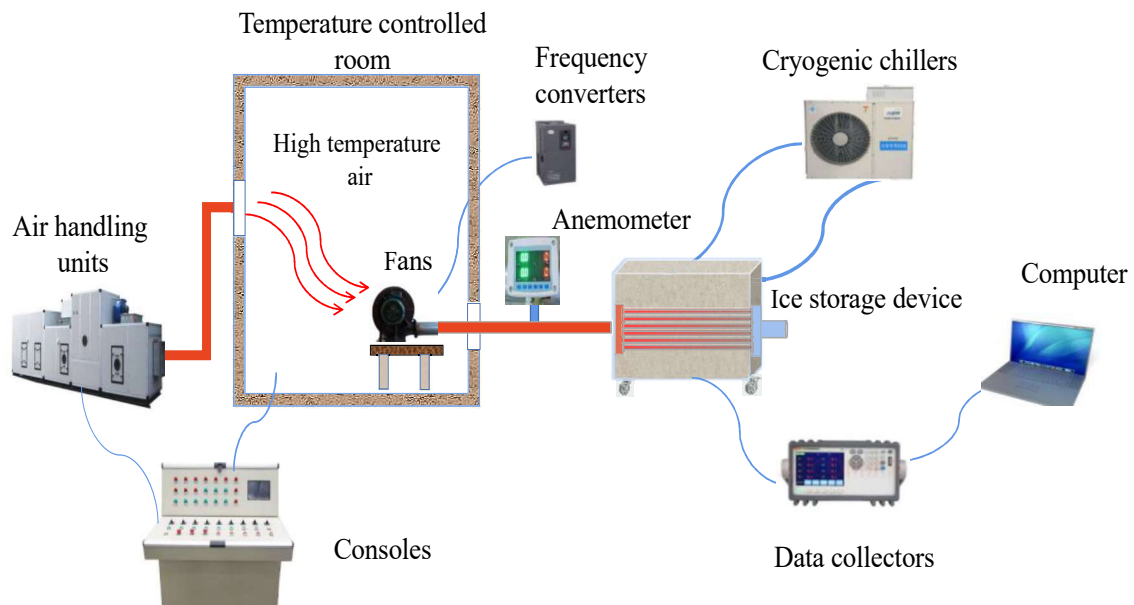 Temperature controlled
room
Frequency
converters
Cryogenic chillers
High temperature
air
Anemometer
Air handling
units
Fans
Computer
Ice storage device
Consoles
Data collectors